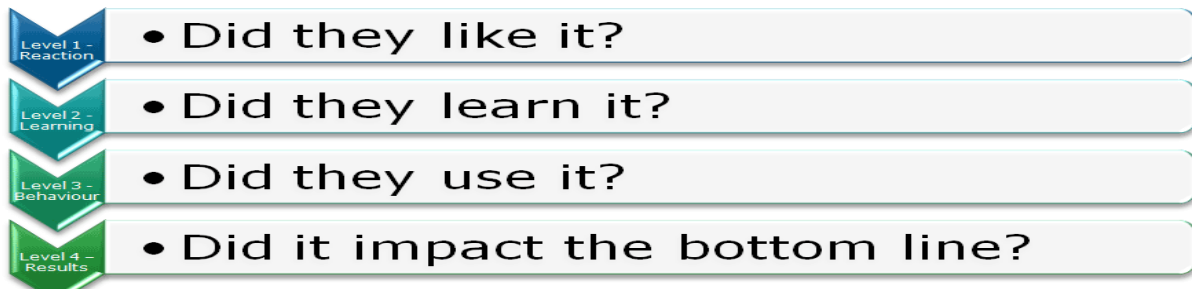 Level 1 -
Reaction
• Did they like it?
Level 2 -
Learning
• Did they learn it?
Level 3 -
Behaviour
• Did they use it?
Level 4 –
Results
• Did it impact the bottom line?